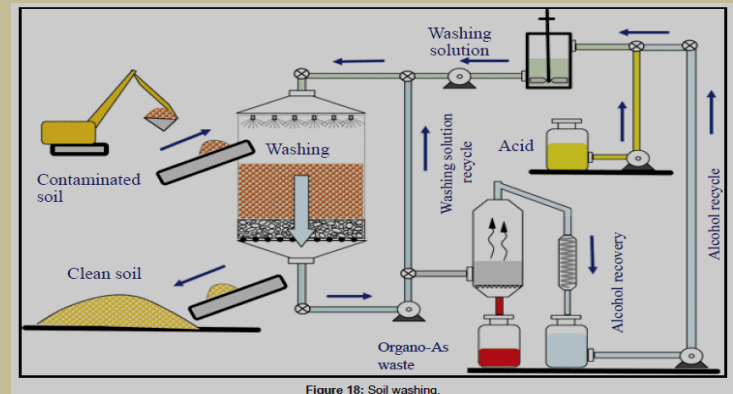 Washing
solution
Washing
Contaminated
soil
Clean soil
Washing solution
recycle
Acid
Alcohol recovery
Alcohol recycle
Organo-As
waste
Figure 18: Soil washing.